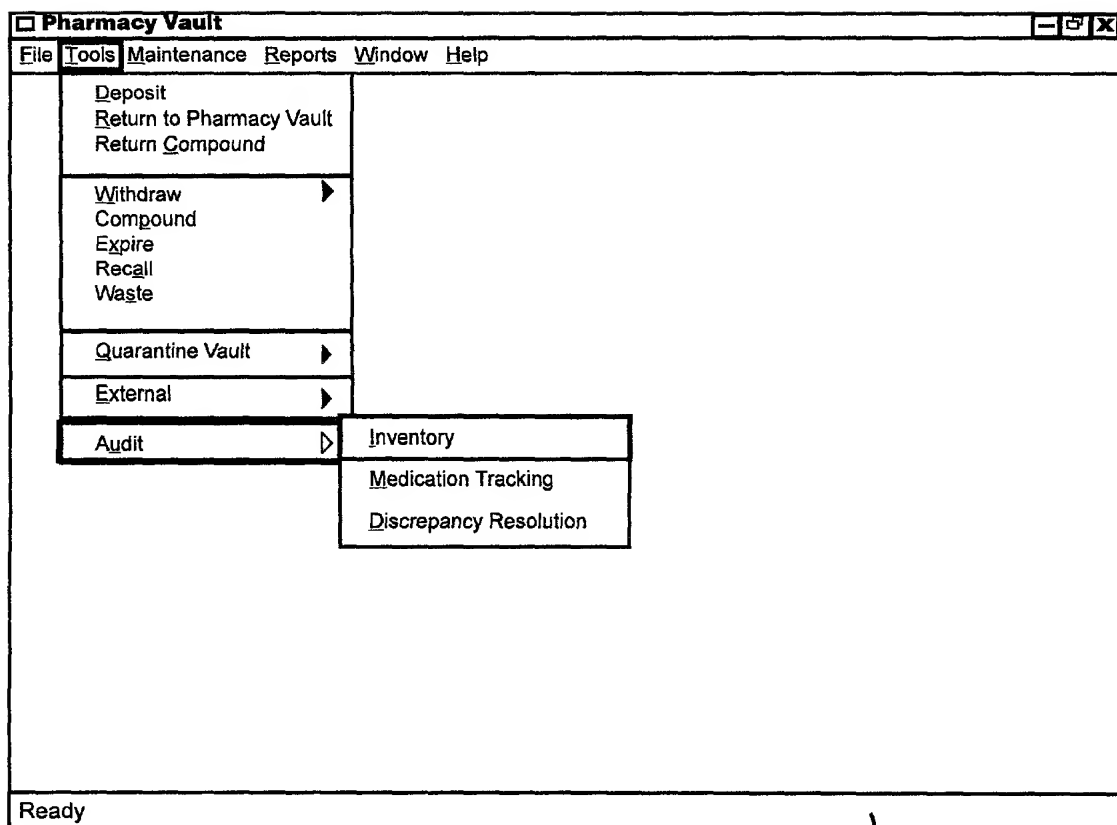 Pharmacy Vault
File Tools Maintenance Reports Window Help
Deposit
Return to Pharmacy Vault
Return Compound
Withdraw
Compound
Expire
Recall
Waste
Quarantine Vault
External
Audit
Inventory
Medication Tracking
Discrepancy Resolution
Ready